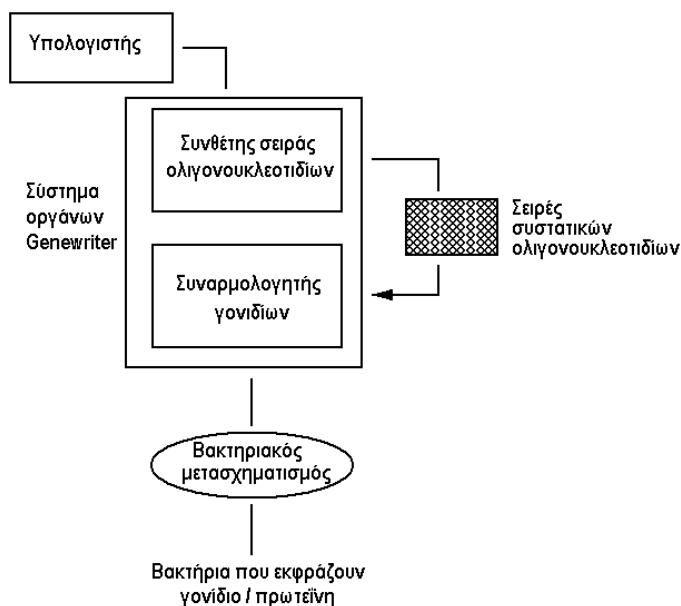 Υπολογιστής
Συνθέτης σειράς
ολιγονουκλεοτιδίων
Σύστημα
οργάνων
Genewriter
Σειρές
συστατικών
ολιγονουκλεοτιδίων
Συναρμολογητής
γονιδίων
Βακτηριακός
μετασχηματισμός
Βακτήρια που εκφράζουν
γονίδιο / πρωτεΐνη